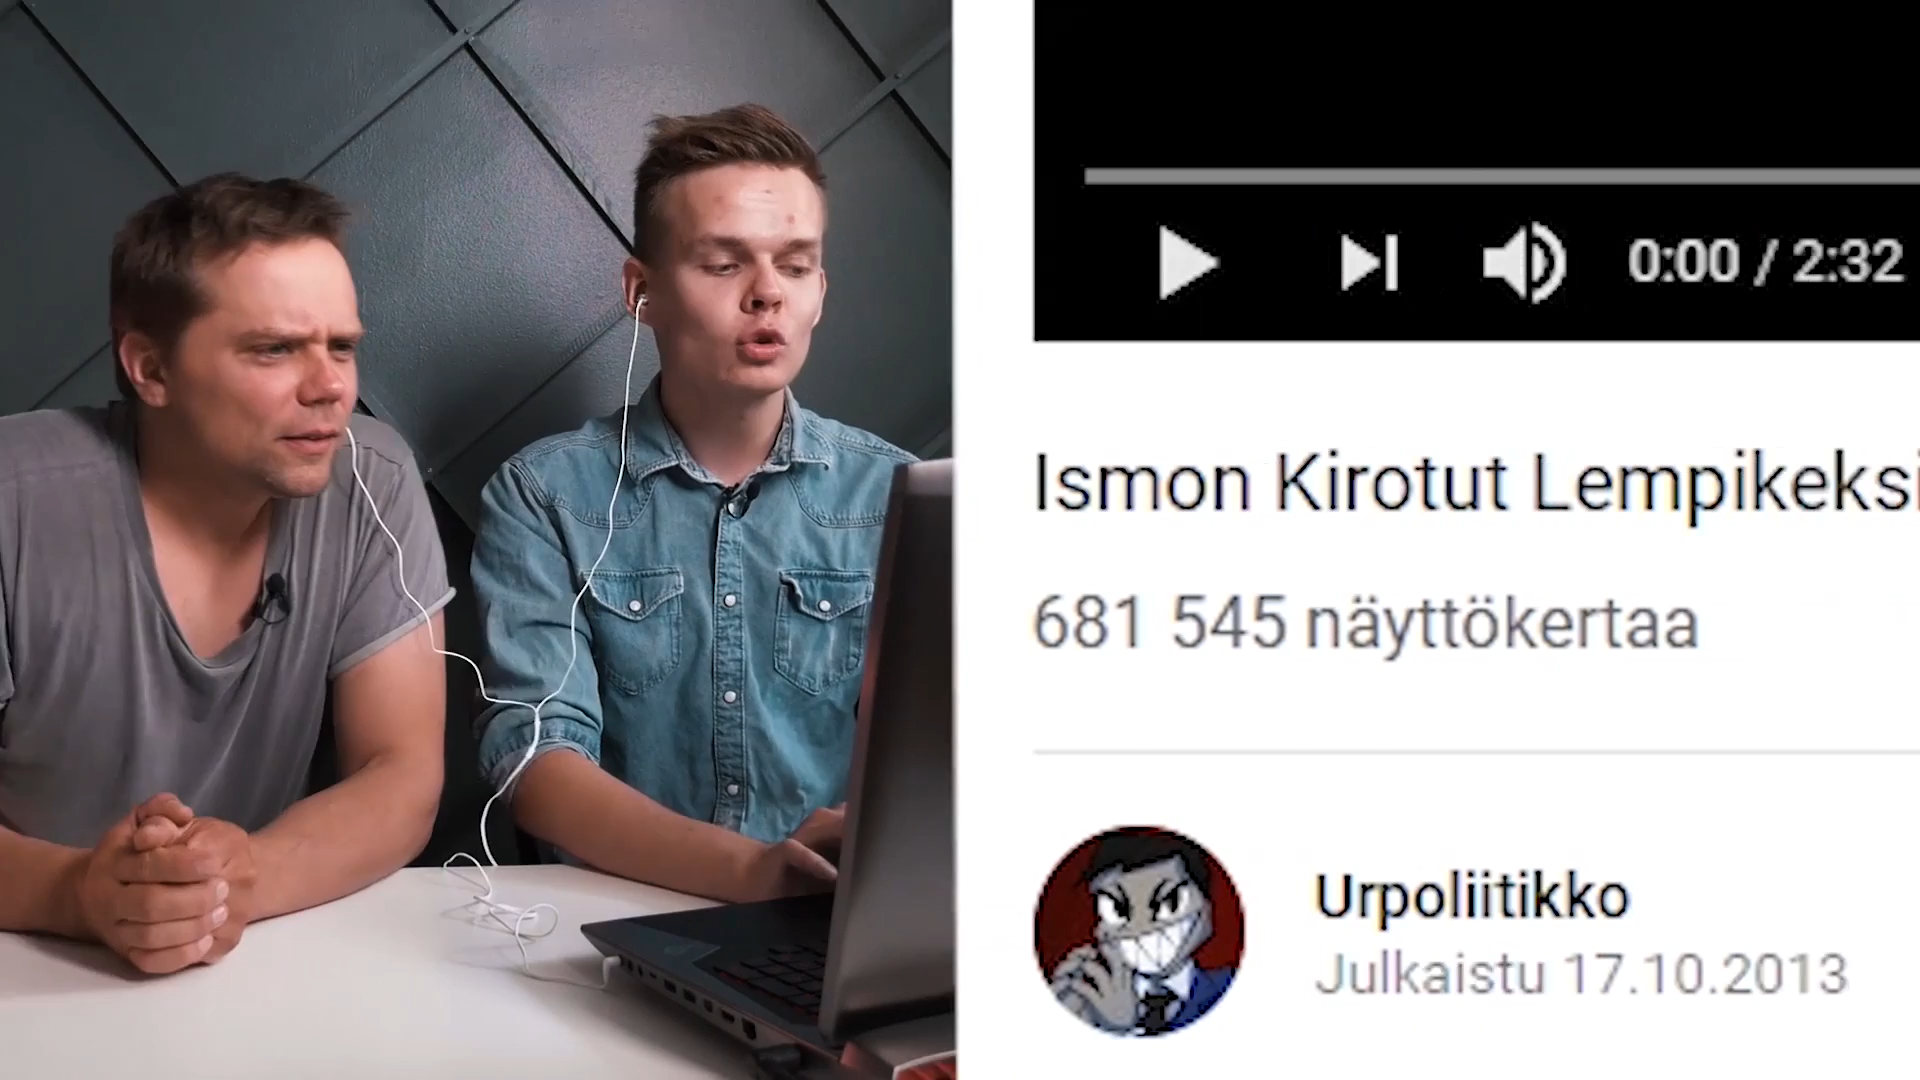 0:00 / 2:32
Ismon Kirotut Lempikeksi
681 545 näyttökertaa
Urpoliitikko
Julkaistu 17.10.2013